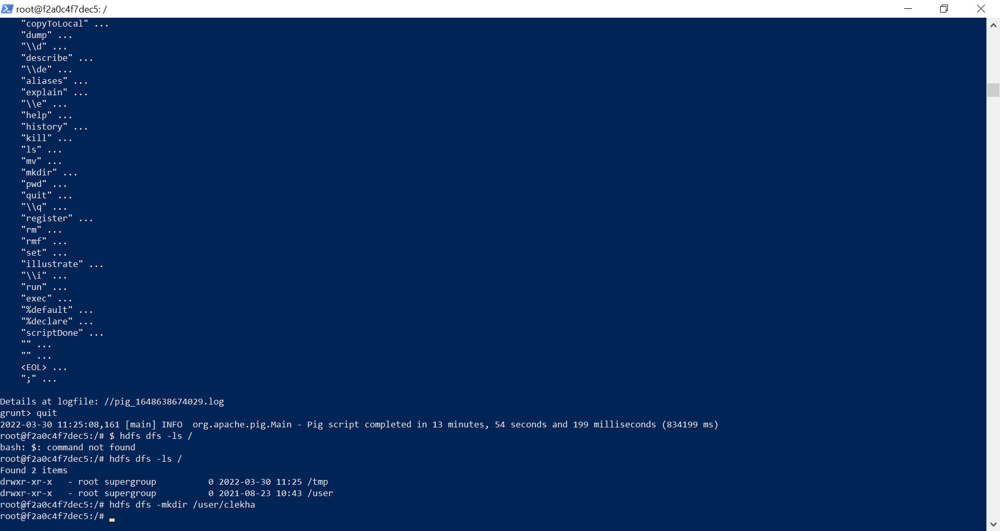 root@f2a0c4f7dec5: /
"copyToLocal" ...
"dump" ...
"\\d" ...
"describe" ...
"\\de" ...
"aliases" ...
"explain" ...
"\\e" ...
"help" ...
"history" ...
"kill" ...
"ls" ...
"mv" ...
"mkdir" ...
"pwd" ...
"quit" ...
"\\q" ...
"register" ...
"rm" ...
"rmf" ...
"set" ...
"illustrate" ...
"\\i" ...
"run" ...
"exec" ...
"%default" ...
"%declare" ...
"scriptDone" ...
"" ...
"" ...
<EOL> ...
";" ...
Details at logfile: //pig_1648638674029.log
grunt> quit
2022-03-30 11:25:08,161 [main] INFO  org.apache.pig.Main - Pig script completed in 13 minutes, 54 seconds and 199 milliseconds (834199 ms)
root@f2a0c4f7dec5:/# $ hdfs dfs -ls /
bash: $: command not found
root@f2a0c4f7dec5:/# hdfs dfs -ls /
Found 2 items
drwxr-xr-x   - root supergroup          0 2022-03-30 11:25 /tmp
drwxr-xr-x   - root supergroup          0 2021-08-23 10:43 /user
root@f2a0c4f7dec5:/# hdfs dfs -mkdir /user/clekha
root@f2a0c4f7dec5:/#